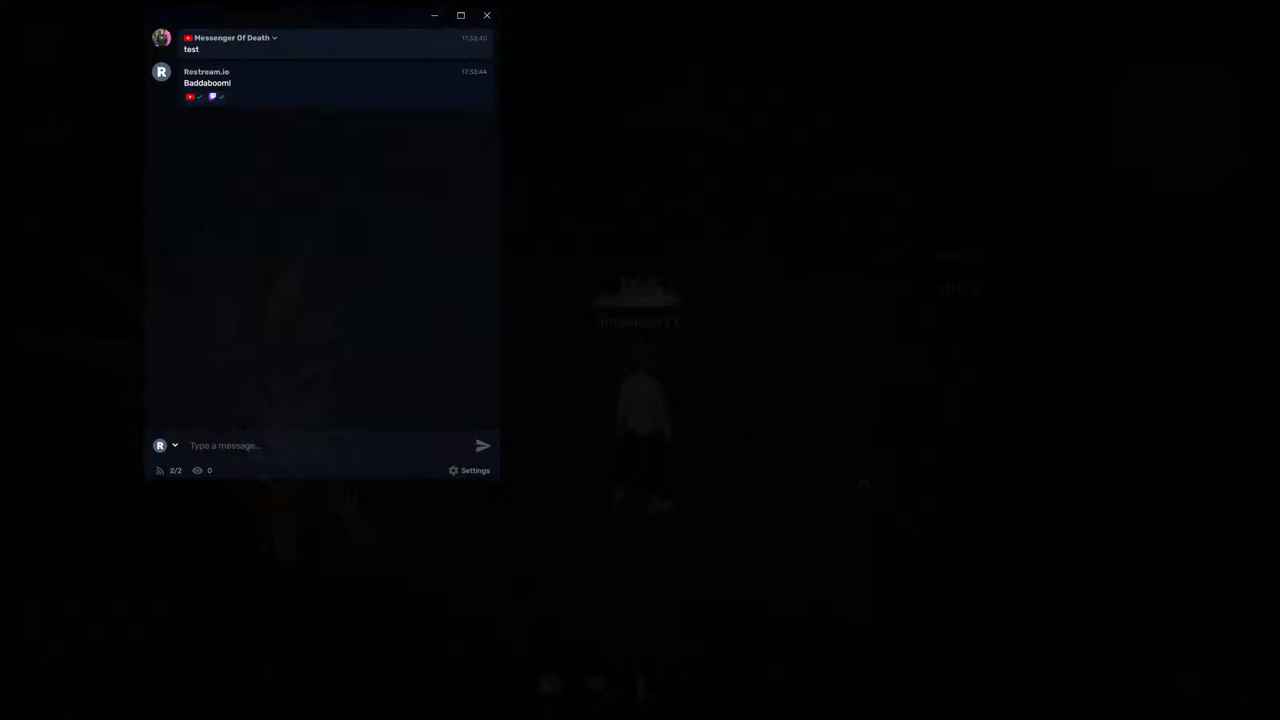 Messenger Of Death
17:33:40
test
R
Restream.io
17:33:44
Baddaboom!
R
Type a message...
2/2
0
Settings